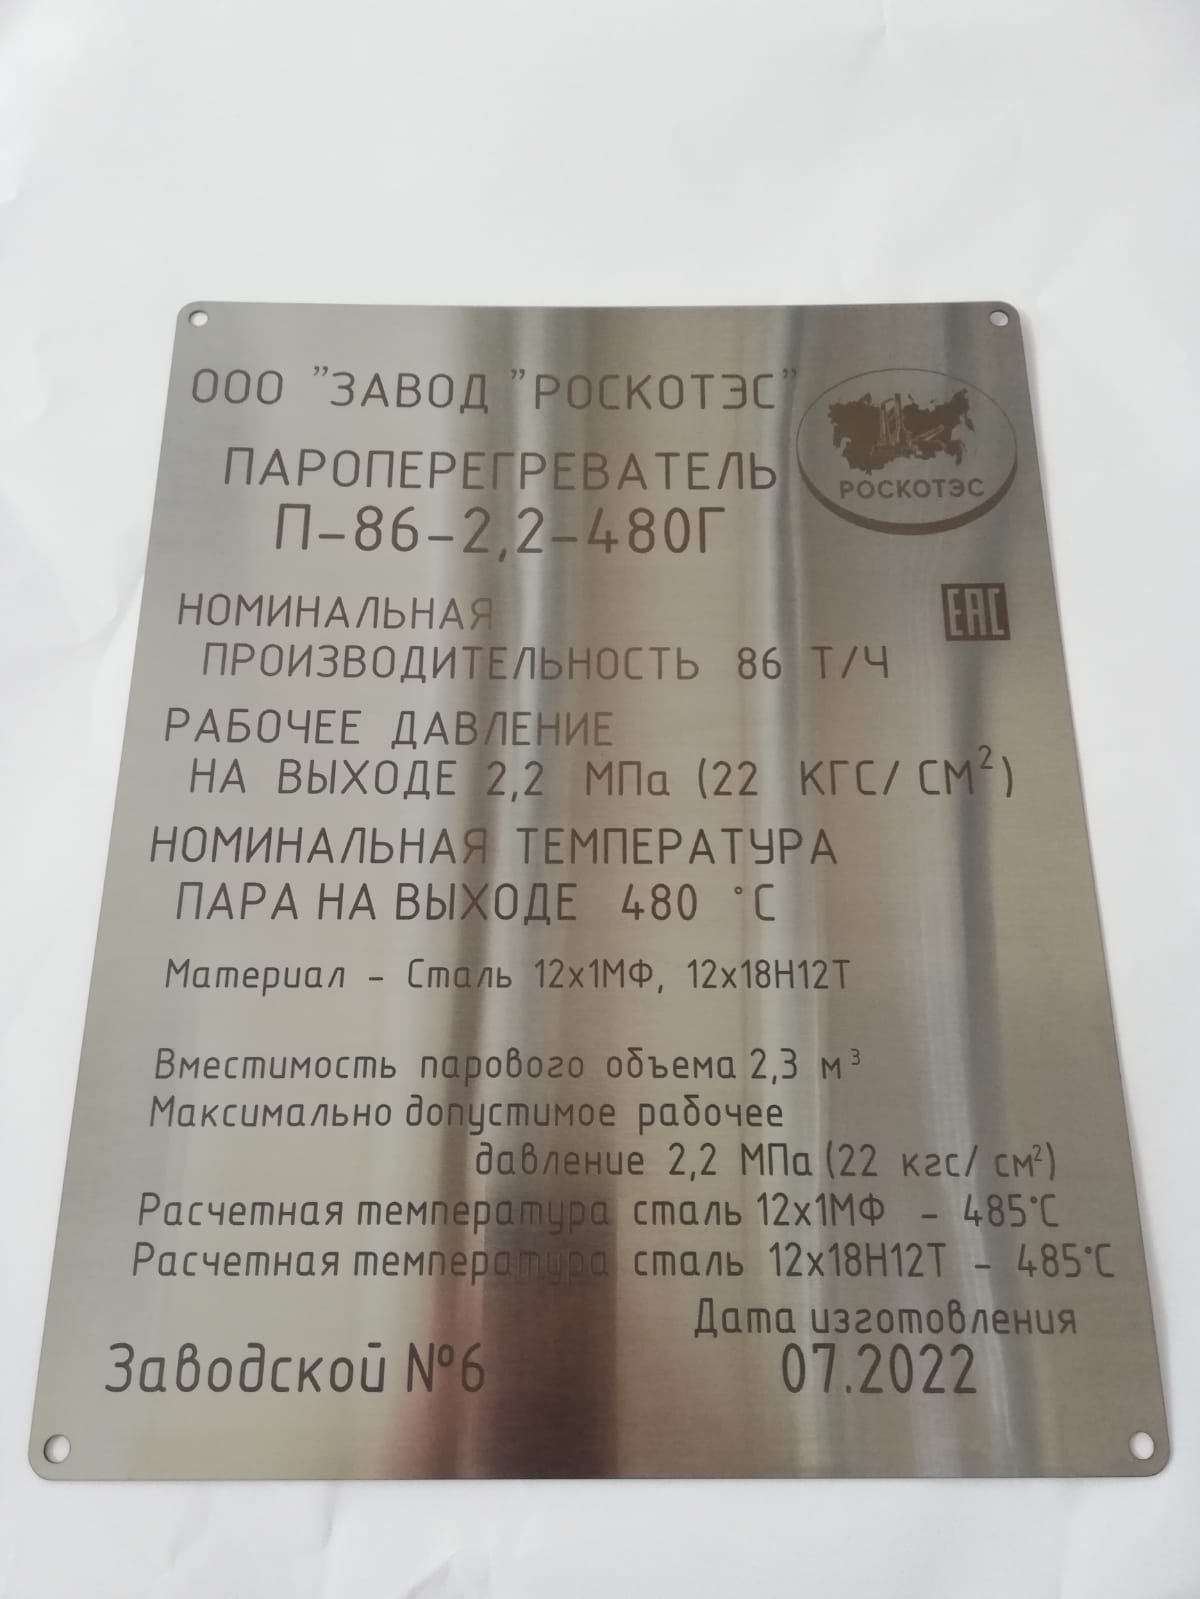 ООО "ЗАВОД "РОСКОТЭС"
РОСКОТЭС
ПАРОПЕРЕГРЕВАТЕЛЬ
П-86-2,2-480Г
ЕАС
НОМИНАЛЬНАЯ
ПРОИЗВОДИТЕЛЬНОСТЬ 86 Т/Ч
РАБОЧЕЕ ДАВЛЕНИЕ
НА ВЫХОДЕ 2,2 МПа (22 КГС/СМ²)
НОМИНАЛЬНАЯ ТЕМПЕРАТУРА
ПАРА НА ВЫХОДЕ 480 °С
Материал - Сталь 12х1МФ, 12х18Н12Т
Вместимость парового объема 2,3 м³
Максимально допустимое рабочее
давление 2,2 МПа (22 кгс/см²)
Расчетная температура сталь 12х1МФ - 485°С
Расчетная температура сталь 12х18Н12Т - 485°С
Дата изготовления
Заводской №6 07.2022